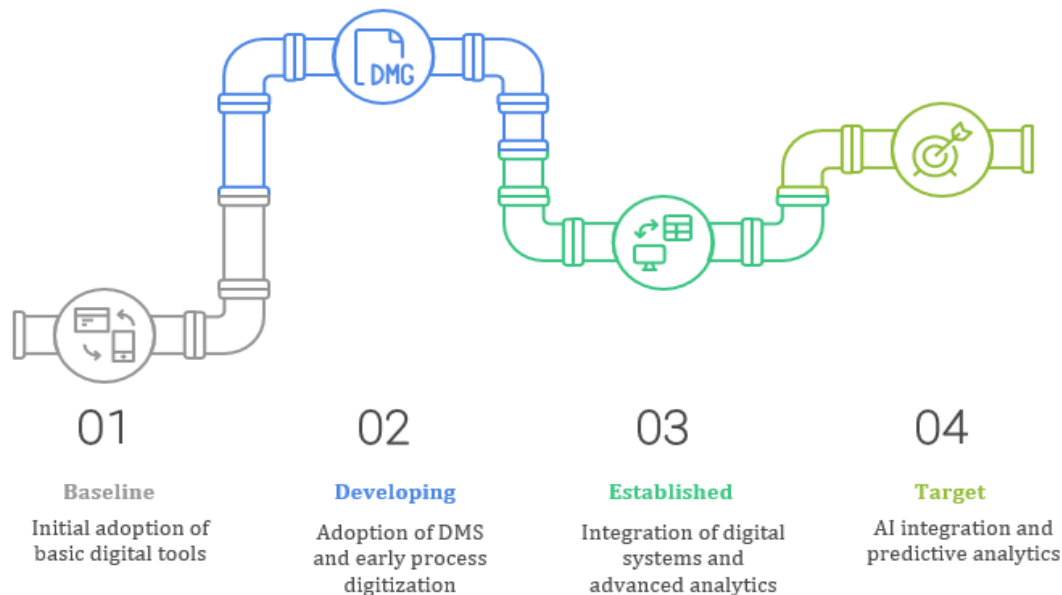 DMG
01
02
03
04
Baseline
Initial adoption of
basic digital tools
Developing
Adoption of DMS
and early process
digitization
Established
Integration of digital
systems and
advanced analytics
Target
AI integration and
predictive analytics